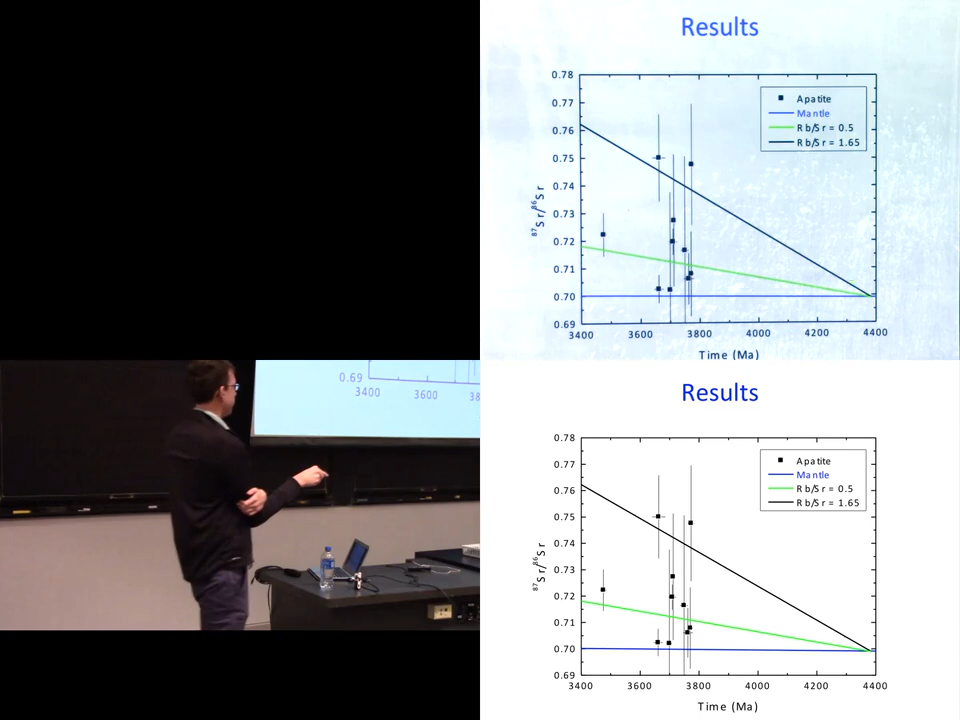 Results
0.78
0.77
0.76
0.75
0.74
0.73
0.72
0.71
0.70
0.69
87Sr/86Sr
Apatite
Mantle
Rb/Sr = 0.5
Rb/Sr = 1.65
3400 3600 3800 4000 4200 4400
Time (Ma)
0.69
3400 3600 38
Results
0.78
0.77
0.76
0.75
0.74
0.73
0.72
0.71
0.70
0.69
87Sr/86Sr
Apatite
Mantle
Rb/Sr = 0.5
Rb/Sr = 1.65
3400 3600 3800 4000 4200 4400
Time (Ma)